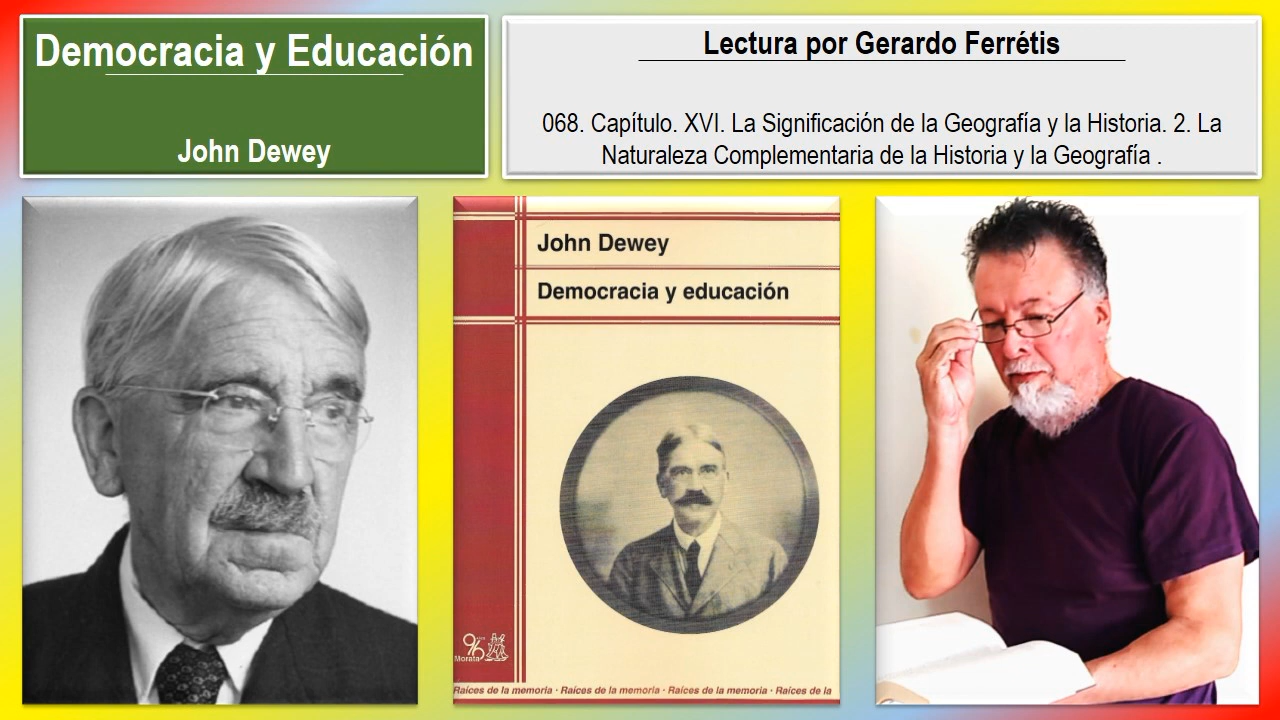 Democracia y Educación
John Dewey
Lectura por Gerardo Ferrétis
068. Capítulo. XVI. La Significación de la Geografía y la Historia. 2. La
Naturaleza Complementaria de la Historia y la Geografía .
John Dewey
Democracia y educación
Morata
Raíces de la memoria · Raíces de la memoria · Raíces de la memoria · Raíces de la